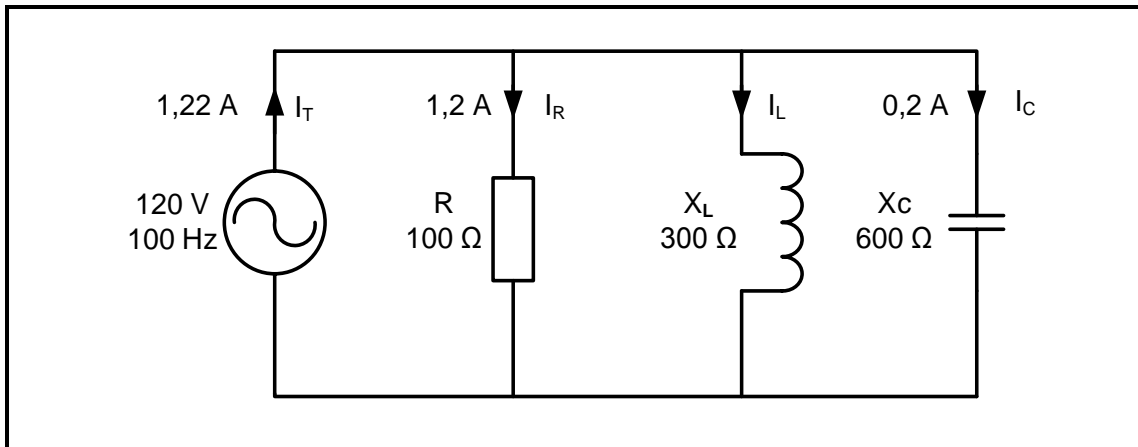 1,22 A
I_T
1,2 A
I_R
I_L
0,2 A
I_C
120 V
100 Hz
R
100 Ω
X_L
300 Ω
Xc
600 Ω